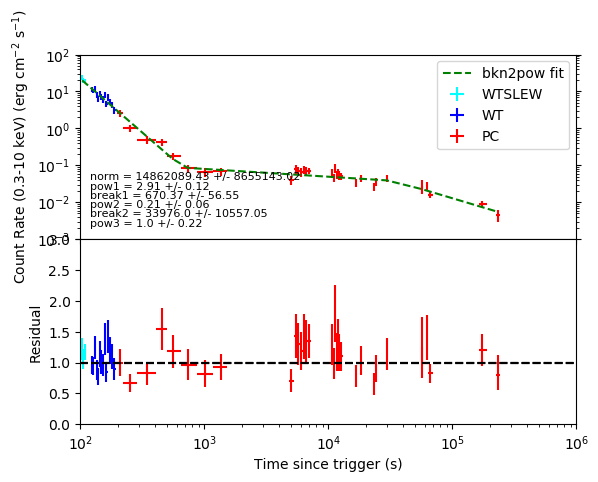 Count Rate (0.3-10 keV) (erg cm⁻² s⁻¹)
10²
10¹
10⁰
10⁻¹
10⁻²
10⁻³
bkn2pow fit
WTSLEW
WT
PC
norm = 14862089.43 +/- 8655143.02
pow1 = 2.91 +/- 0.12
break1 = 670.37 +/- 56.55
pow2 = 0.21 +/- 0.06
break2 = 33976.0 +/- 10557.05
pow3 = 1.0 +/- 0.22
Residual
3.0
2.5
2.0
1.5
1.0
0.5
0.0
10² 10³ 10⁴ 10⁵ 10⁶
Time since trigger (s)